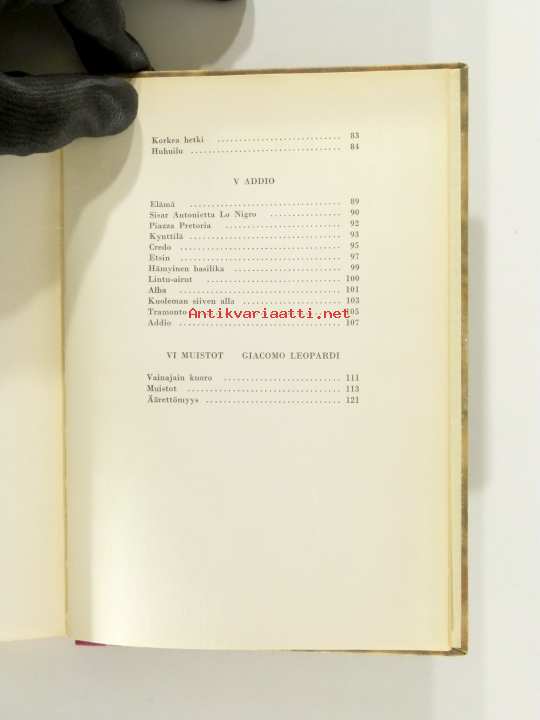 Korkea hetki ............................ 83
Huhuilu .................................. 84
V ADDIO
Elämä .................................. 89
Sisar Antonietta Lo Nigro ................ 90
Piazza Pretoria .......................... 92
Kynttilä .................................. 93
Credo .................................... 95
Etsin .................................... 97
Hämyinen basilika ........................ 99
Lintu-airut .............................. 100
Alba .................................... 101
Kuoleman siiven alla ...................... 103
Tramonto 105
Antikvariaatti.net
Addio .................................... 107
VI MUISTOT GIACOMO LEOPARDI
Vainajain kuoro .......................... 111
Muistot .................................. 113
Äärettömyys .............................. 121